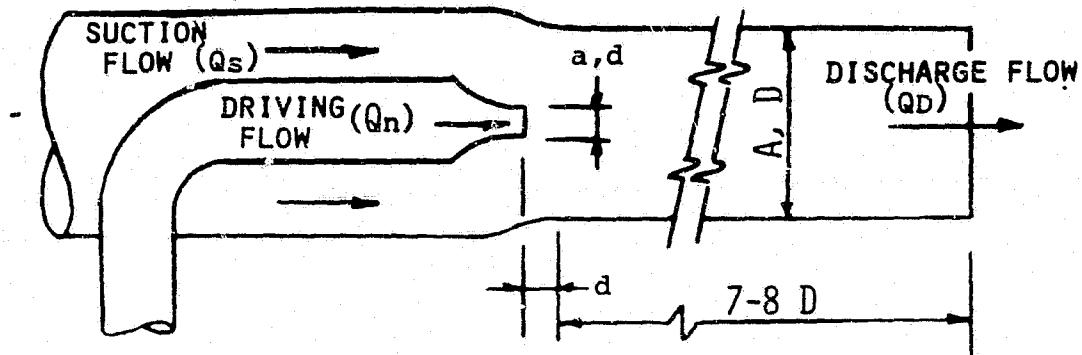 SUCTION
FLOW (Qs)
a,d
DISCHARGE FLOW
(QD)
DRIVING (Qn)
FLOW
A, D
d
7-8 D